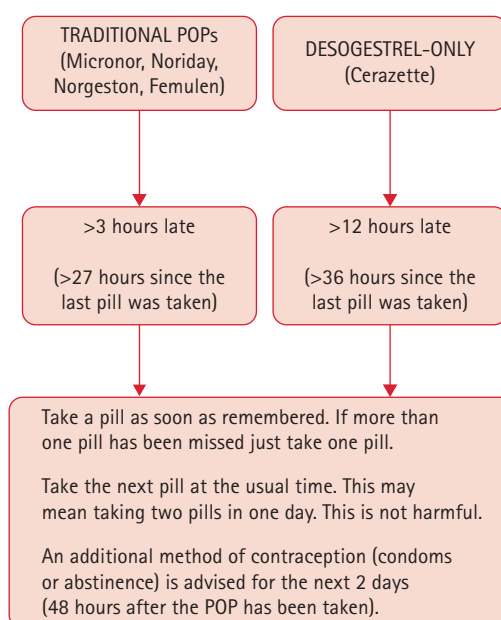 TRADITIONAL POPs
(Micronor, Noriday,
Norgeston, Femulen)
DESOGESTREL-ONLY
(Cerazette)
>3 hours late
(>27 hours since the
last pill was taken)
>12 hours late
(>36 hours since the
last pill was taken)
Take a pill as soon as remembered. If more than
one pill has been missed just take one pill.
Take the next pill at the usual time. This may
mean taking two pills in one day. This is not harmful.
An additional method of contraception (condoms
or abstinence) is advised for the next 2 days
(48 hours after the POP has been taken).